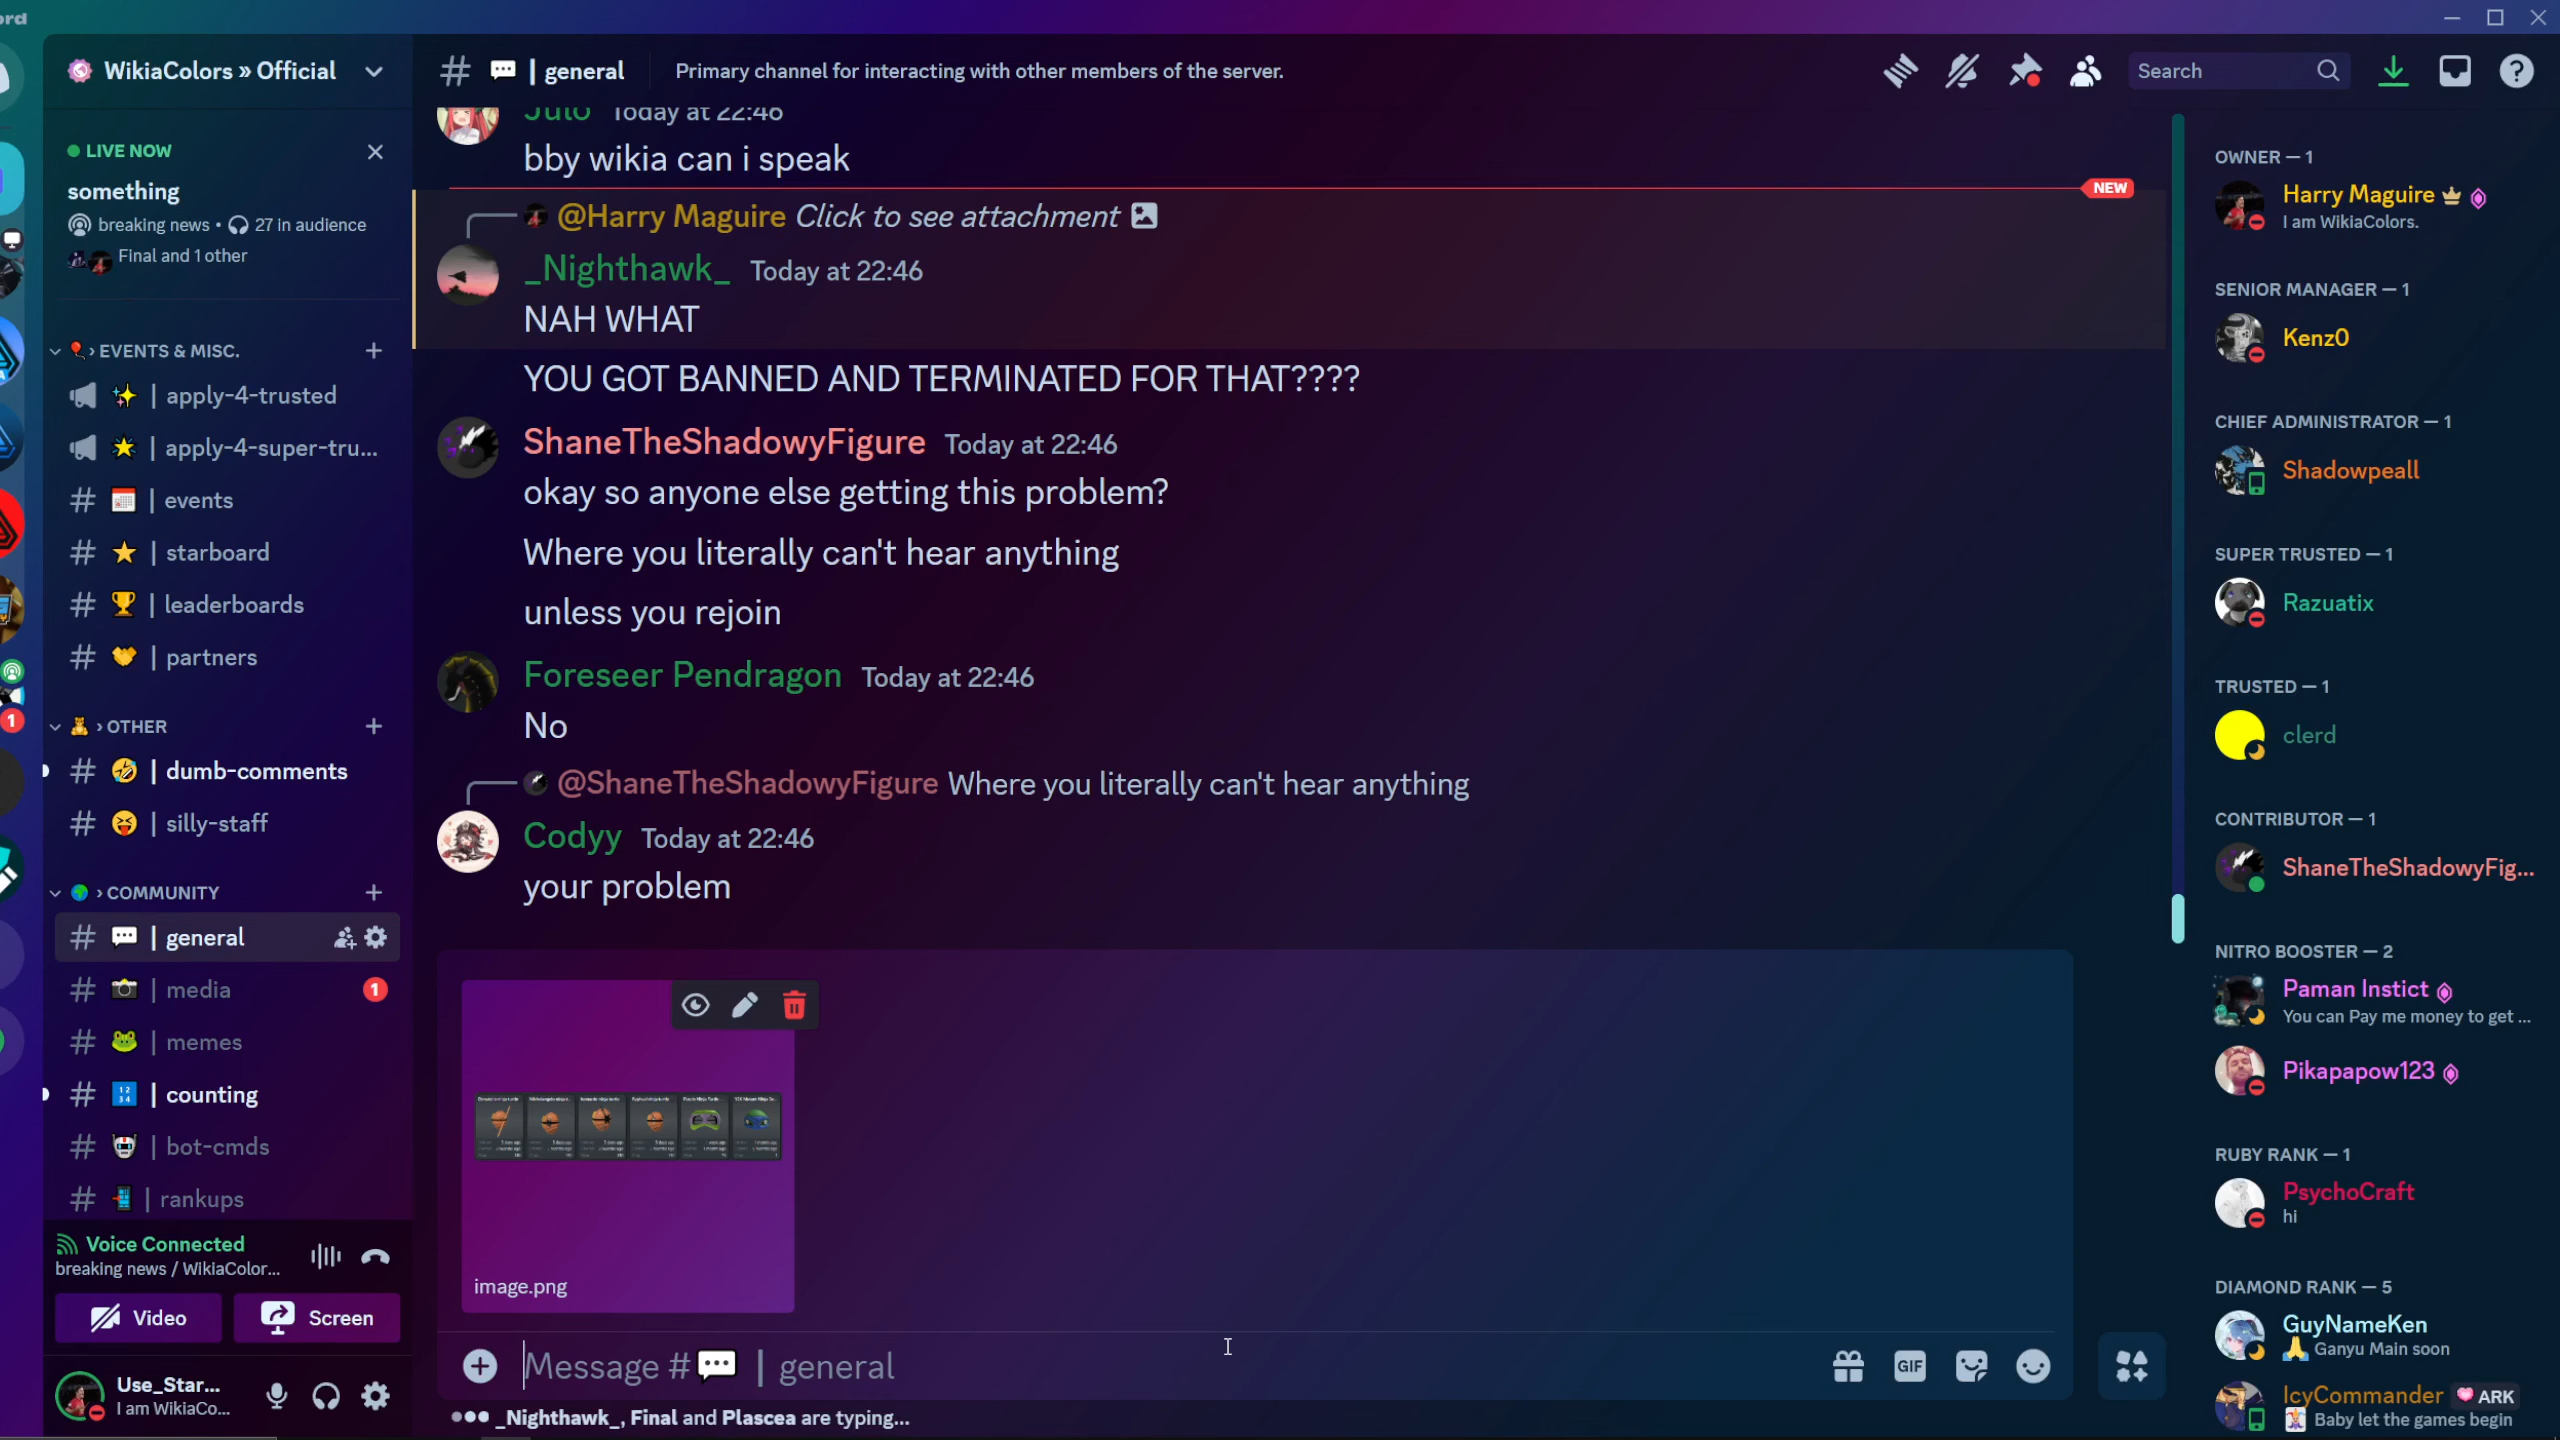 ord
WikiaColors » Official
LIVE NOW
something
breaking news • 27 in audience
Final and 1 other
› EVENTS & MISC.
| apply-4-trusted
| apply-4-super-tru...
| events
| starboard
| leaderboards
| partners
› OTHER
| dumb-comments
| silly-staff
› COMMUNITY
| general
| media
1
| memes
| counting
| bot-cmds
| rankups
1
Voice Connected
breaking news / WikiaColor...
Video
Screen
Use_Star...
I am WikiaCo...
# 💬 | general
Primary channel for interacting with other members of the server.
Search
Juto Today at 22:46
bby wikia can i speak
NEW
@Harry Maguire Click to see attachment
_Nighthawk_ Today at 22:46
NAH WHAT
YOU GOT BANNED AND TERMINATED FOR THAT????
ShaneTheShadowyFigure Today at 22:46
okay so anyone else getting this problem?
Where you literally can't hear anything
unless you rejoin
Foreseer Pendragon Today at 22:46
No
@ShaneTheShadowyFigure Where you literally can't hear anything
Codyy Today at 22:46
your problem
image.png
Message #💬 | general
GIF
_Nighthawk_, Final and Plascea are typing...
OWNER — 1
Harry Maguire
I am WikiaColors.
SENIOR MANAGER — 1
Kenz0
CHIEF ADMINISTRATOR — 1
Shadowpeall
SUPER TRUSTED — 1
Razuatix
TRUSTED — 1
clerd
CONTRIBUTOR — 1
ShaneTheShadowyFig...
NITRO BOOSTER — 2
Paman Instict
You can Pay me money to get ...
Pikapapow123
RUBY RANK — 1
PsychoCraft
hi
DIAMOND RANK — 5
GuyNameKen
🙏 Ganyu Main soon
IcyCommander ARK
Baby let the games begin